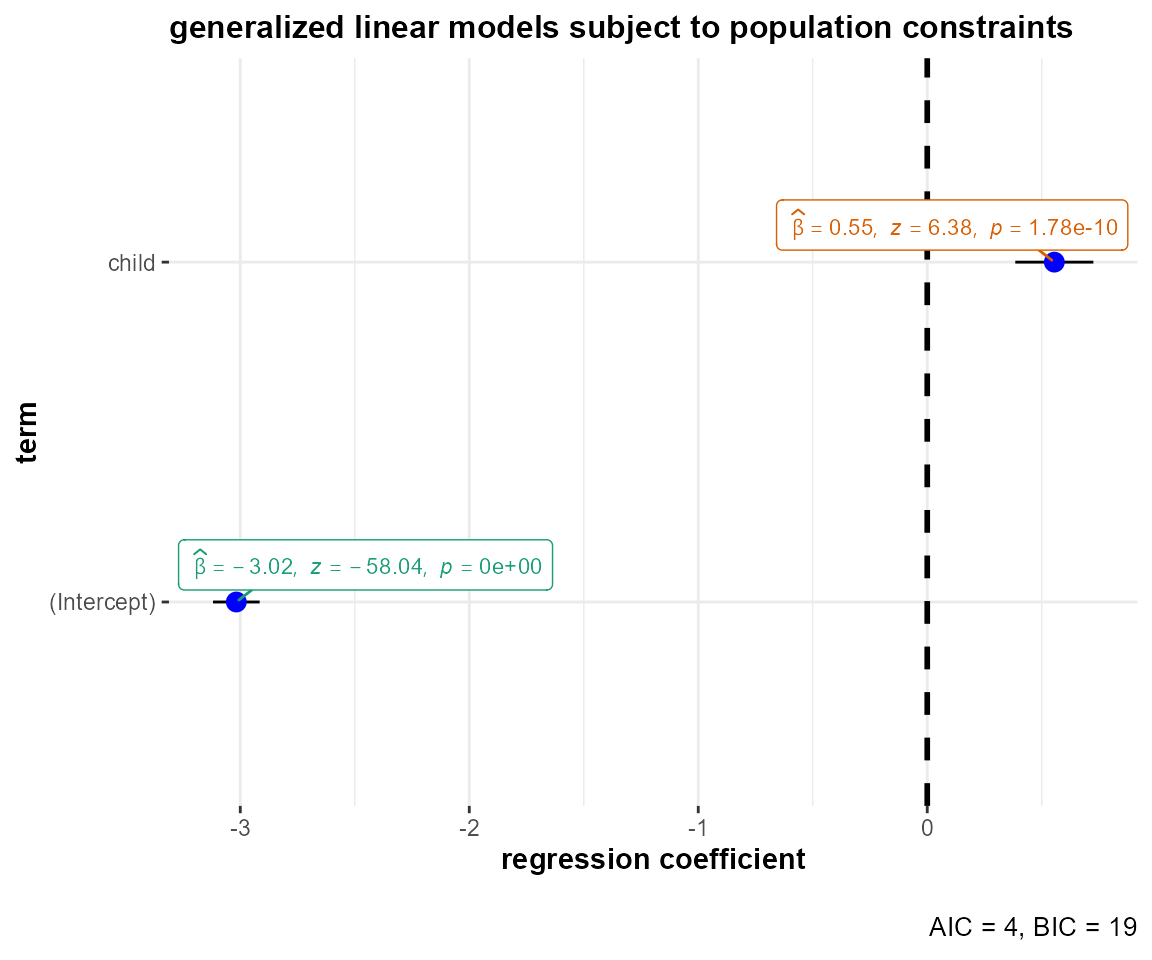 generalized linear models subject to population constraints
β̂ = 0.55, z = 6.38, p = 1.78e-10
child
term
β̂ = −3.02, z = −58.04, p = 0e+00
(Intercept)
-3 -2 -1 0
regression coefficient
AIC = 4, BIC = 19